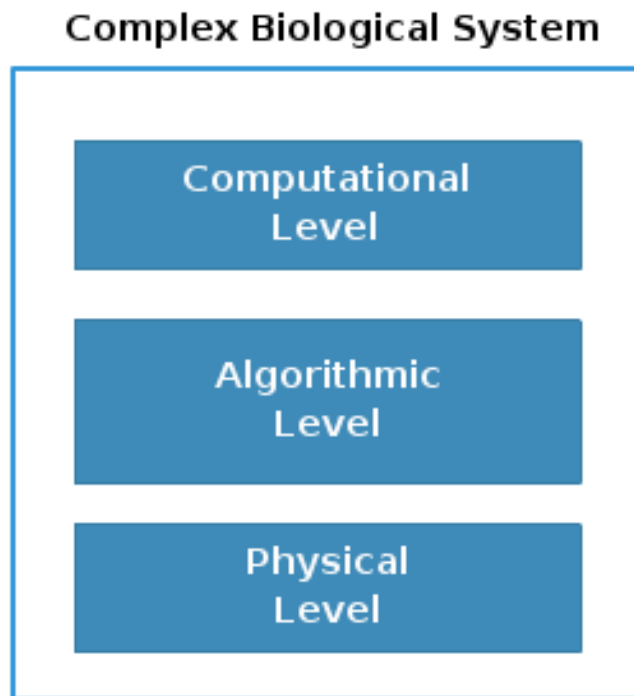 Complex Biological System
Computational
Level
Algorithmic
Level
Physical
Level